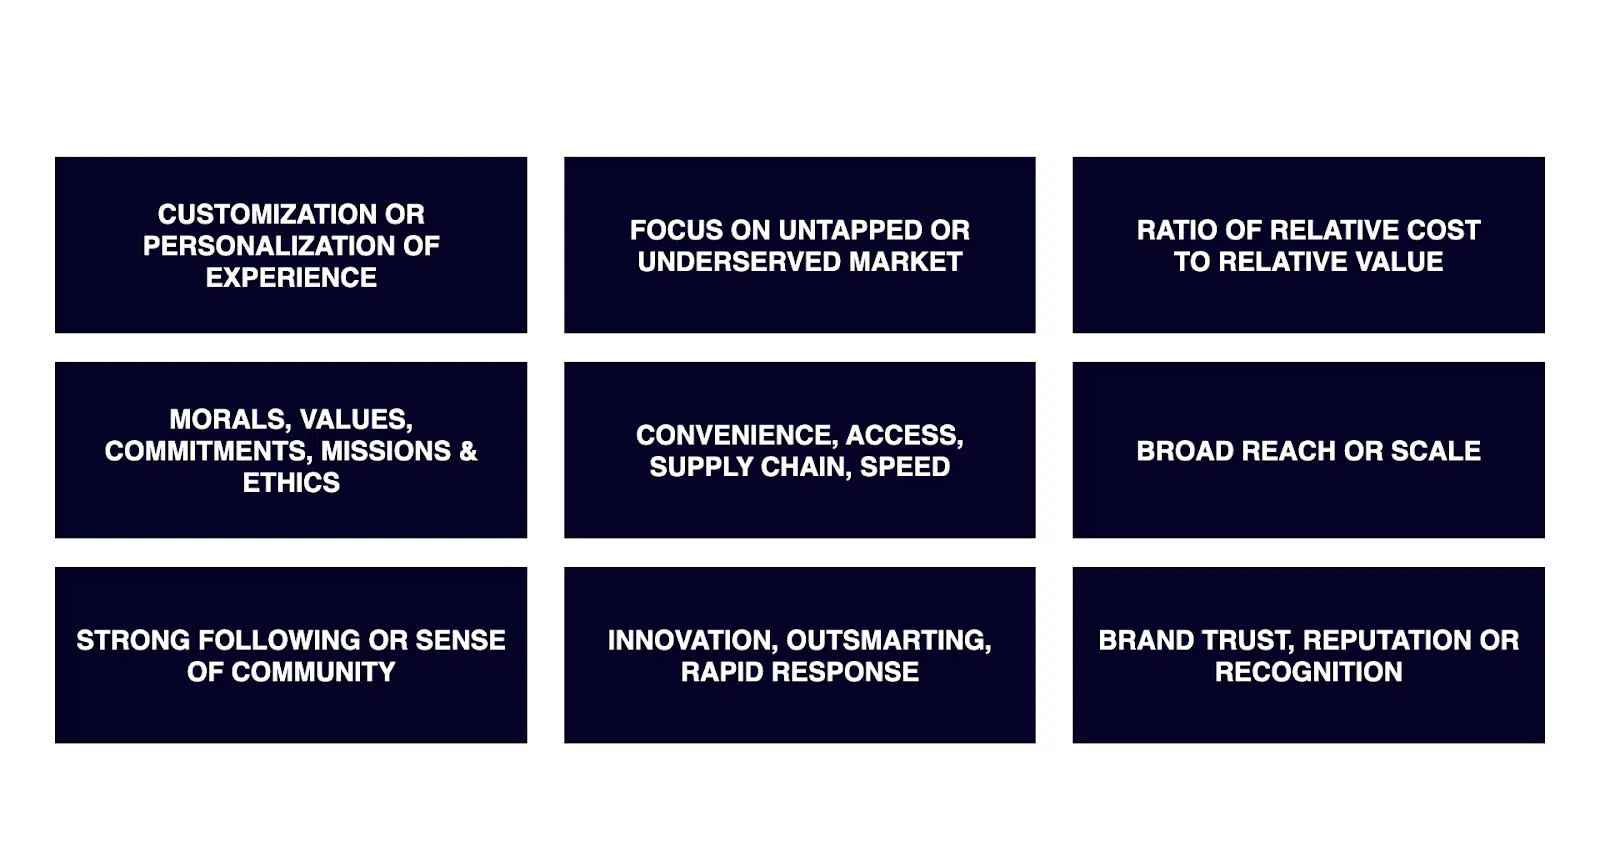 CUSTOMIZATION OR
PERSONALIZATION OF
EXPERIENCE
FOCUS ON UNTAPPED OR
UNDERSERVED MARKET
RATIO OF RELATIVE COST
TO RELATIVE VALUE
MORALS, VALUES,
COMMITMENTS, MISSIONS &
ETHICS
CONVENIENCE, ACCESS,
SUPPLY CHAIN, SPEED
BROAD REACH OR SCALE
STRONG FOLLOWING OR SENSE
OF COMMUNITY
INNOVATION, OUTSMARTING,
RAPID RESPONSE
BRAND TRUST, REPUTATION OR
RECOGNITION